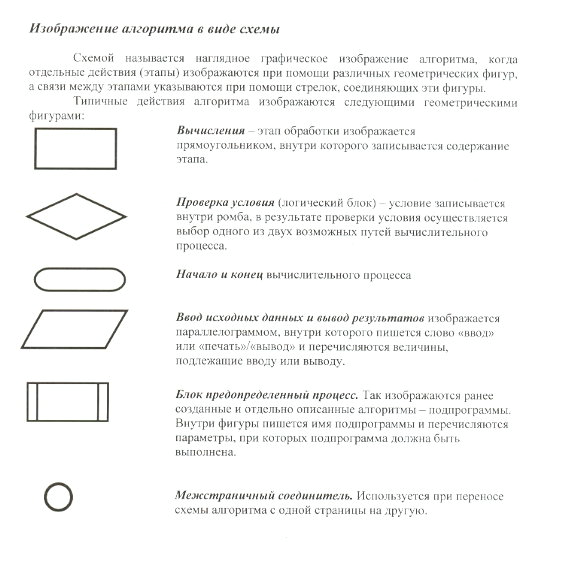 Изображение алгоритма в виде схемы
Схемой называется наглядное графическое изображение алгоритма, когда
отдельные действия (этапы) изображаются при помощи различных геометрических фигур,
а связи между этапами указываются при помощи стрелок, соединяющих эти фигуры.
Типичные действия алгоритма изображаются следующими геометрическими
фигурами:
Вычисления – этап обработки изображается
прямоугольником, внутри которого записывается содержание
этапа.
Проверка условия (логический блок) – условие записывается
внутри ромба, в результате проверки условия осуществляется
выбор одного из двух возможных путей вычислительного
процесса.
Начало и конец вычислительного процесса
Ввод исходных данных и вывод результатов изображается
параллелограммом, внутри которого пишется слово «ввод»
или «печать»/«вывод» и перечисляются величины,
подлежащие вводу или выводу.
Блок предопределенный процесс. Так изображаются ранее
созданные и отдельно описанные алгоритмы – подпрограммы.
Внутри фигуры пишется имя подпрограммы и перечисляются
параметры, при которых подпрограмма должна быть
выполнена.
Межстраничный соединитель. Используется при переносе
схемы алгоритма с одной страницы на другую.